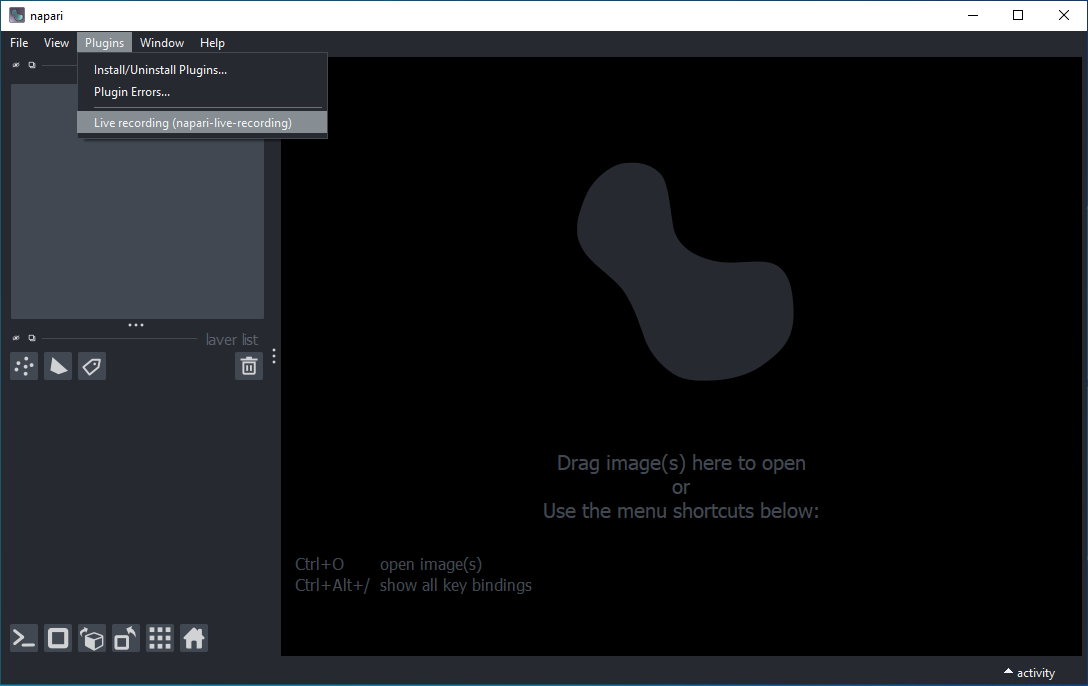 napari
File View Plugins Window Help
Install/Uninstall Plugins...
Plugin Errors...
Live recording (napari-live-recording)
layer list
Drag image(s) here to open
or
Use the menu shortcuts below:
Ctrl+O open image(s)
Ctrl+Alt+/ show all key bindings
activity